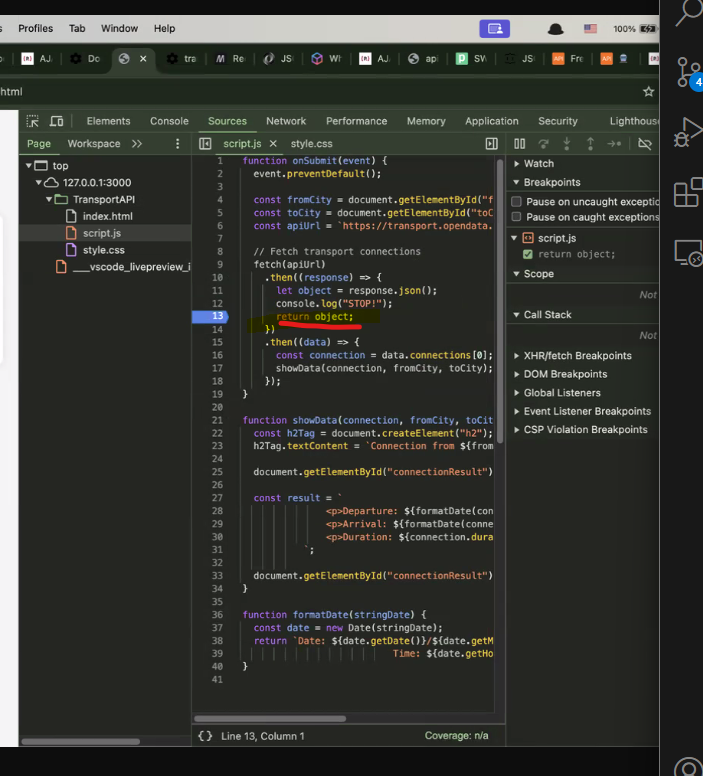 Profiles Tab Window Help 100%
AJ. Do tra Re JS Wh AJ. api SW JS Fre API
html
Elements Console Sources Network Performance Memory Application Security Lighthous
4
Page Workspace script.js style.css
top
127.0.0.1:3000
TransportAPI
index.html
script.js
style.css
___vscode_livepreview_i
1 function onSubmit(event) {
2 event.preventDefault();
3
4 const fromCity = document.getElementById("f
5 const toCity = document.getElementById("toC
6 const apiUrl = `https://transport.opendata.
7
8 // Fetch transport connections
9 fetch(apiUrl)
10 .then((response) => {
11 let object = response.json();
12 console.log("STOP!");
13 return object;
14 })
15 .then((data) => {
16 const connection = data.connections[0];
17 showData(connection, fromCity, toCity);
18 });
19 }
20
21 function showData(connection, fromCity, toCit
22 const h2Tag = document.createElement("h2");
23 h2Tag.textContent = `Connection from ${from
24
25 document.getElementById("connectionResult")
26
27 const result = `
28 <p>Departure: ${formatDate(con
29 <p>Arrival: ${formatDate(conne
30 <p>Duration: ${connection.dura
31 `;
32
33 document.getElementById("connectionResult")
34 }
35
36 function formatDate(stringDate) {
37 const date = new Date(stringDate);
38 return `Date: ${date.getDate()}/${date.getM
39 Time: ${date.getHo
40 }
41
{} Line 13, Column 1 Coverage: n/a
Watch
Breakpoints
Pause on uncaught exceptio
Pause on caught exceptions
script.js
return object;
Scope
Not
Call Stack
Not
XHR/fetch Breakpoints
DOM Breakpoints
Global Listeners
Event Listener Breakpoints
CSP Violation Breakpoints